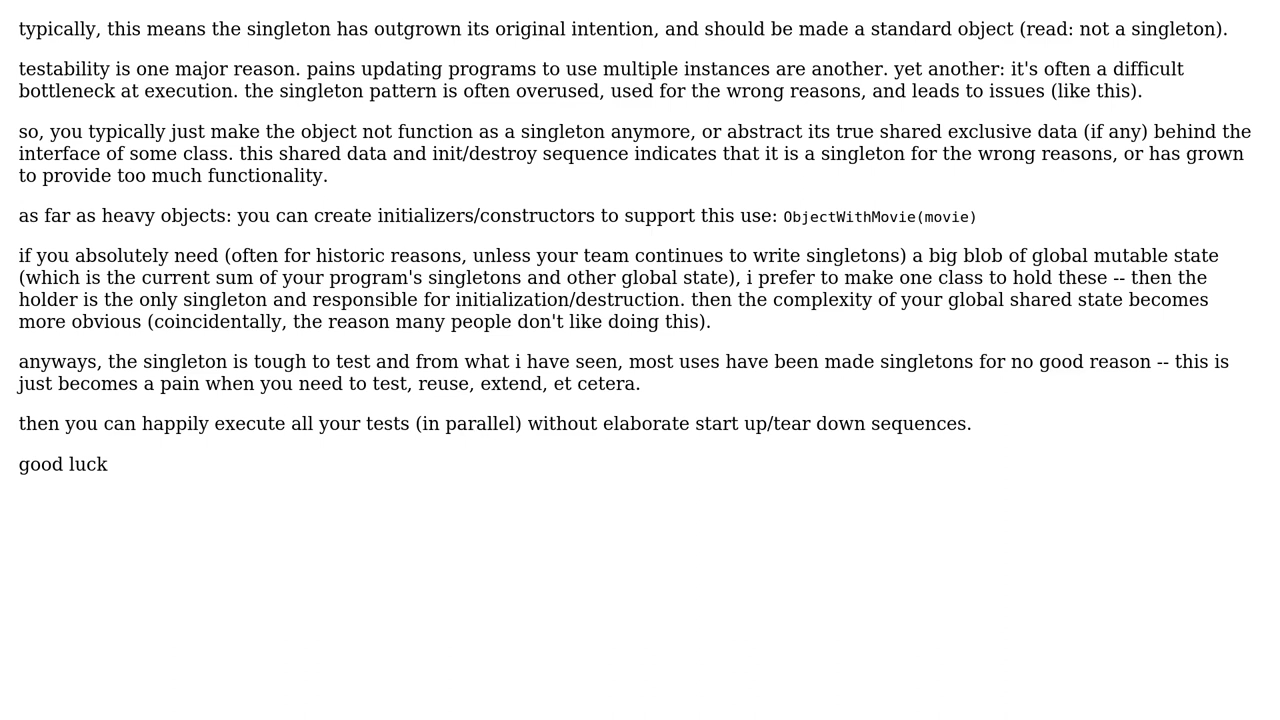 typically, this means the singleton has outgrown its original intention, and should be made a standard object (read: not a singleton).
testability is one major reason. pains updating programs to use multiple instances are another. yet another: it's often a difficult
bottleneck at execution. the singleton pattern is often overused, used for the wrong reasons, and leads to issues (like this).
so, you typically just make the object not function as a singleton anymore, or abstract its true shared exclusive data (if any) behind the
interface of some class. this shared data and init/destroy sequence indicates that it is a singleton for the wrong reasons, or has grown
to provide too much functionality.
as far as heavy objects: you can create initializers/constructors to support this use: ObjectWithMovie(movie)
if you absolutely need (often for historic reasons, unless your team continues to write singletons) a big blob of global mutable state
(which is the current sum of your program's singletons and other global state), i prefer to make one class to hold these -- then the
holder is the only singleton and responsible for initialization/destruction. then the complexity of your global shared state becomes
more obvious (coincidentally, the reason many people don't like doing this).
anyways, the singleton is tough to test and from what i have seen, most uses have been made singletons for no good reason -- this is
just becomes a pain when you need to test, reuse, extend, et cetera.
then you can happily execute all your tests (in parallel) without elaborate start up/tear down sequences.
good luck